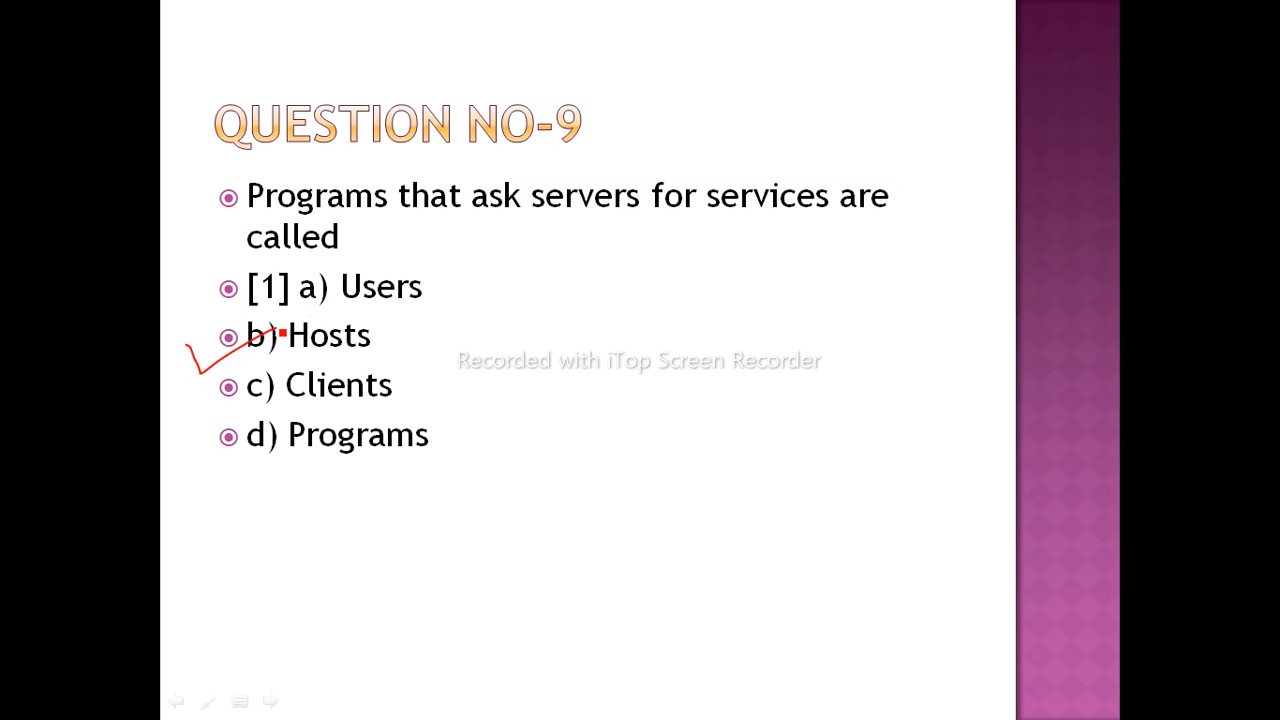 QUESTION NO-9
Programs that ask servers for services are
called
[1] a) Users
b) Hosts
Recorded with iTop Screen Recorder
c) Clients
d) Programs